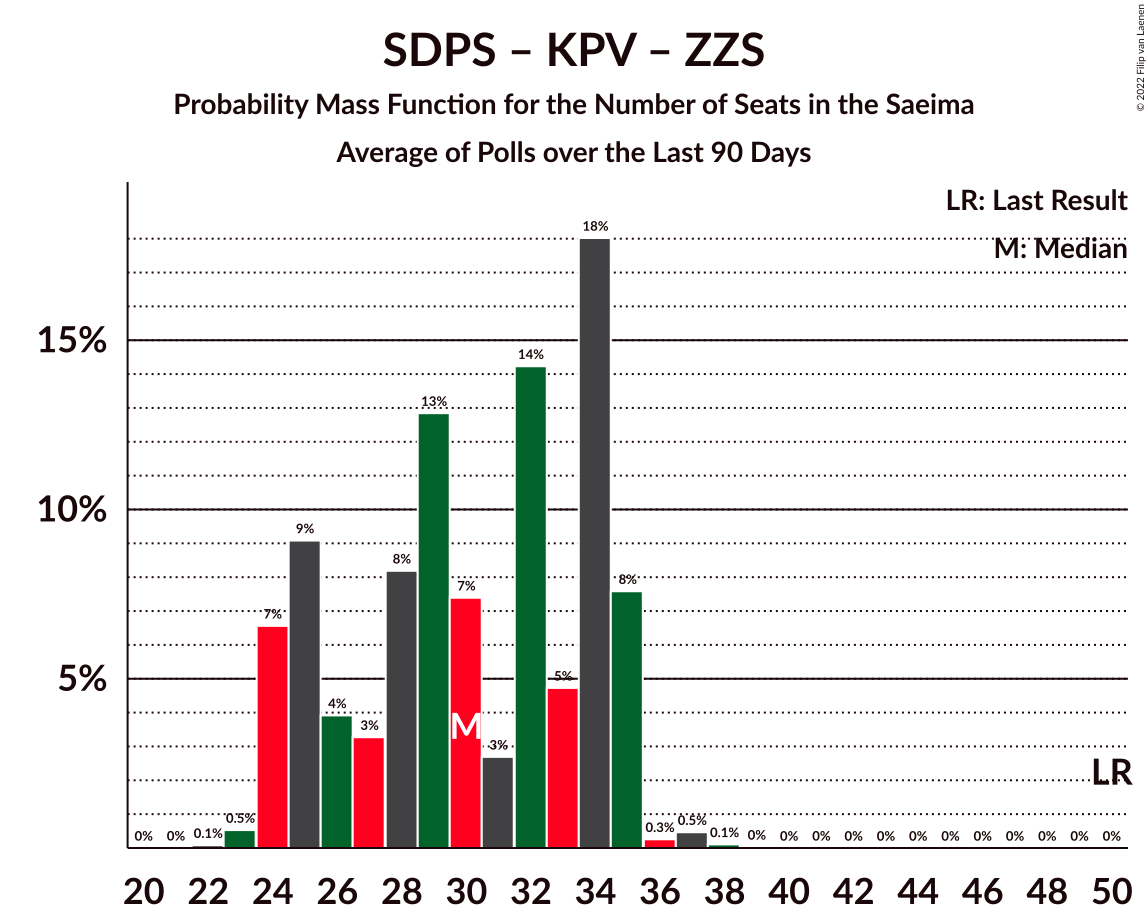 SDPS – KPV – ZZS
Probability Mass Function for the Number of Seats in the Saeima
Average of Polls over the Last 90 Days
© 2022 Filip van Laenen
LR: Last Result
M: Median
18%
15%
14%
13%
10%
9%
8%
8%
7%
7%
5%
5%
4%
3%
M
3%
LR
0% 0% 0.1% 0.5% 0.3% 0.5% 0.1% 0% 0% 0% 0% 0% 0% 0% 0% 0% 0% 0% 0%
20 22 24 26 28 30 32 34 36 38 40 42 44 46 48 50